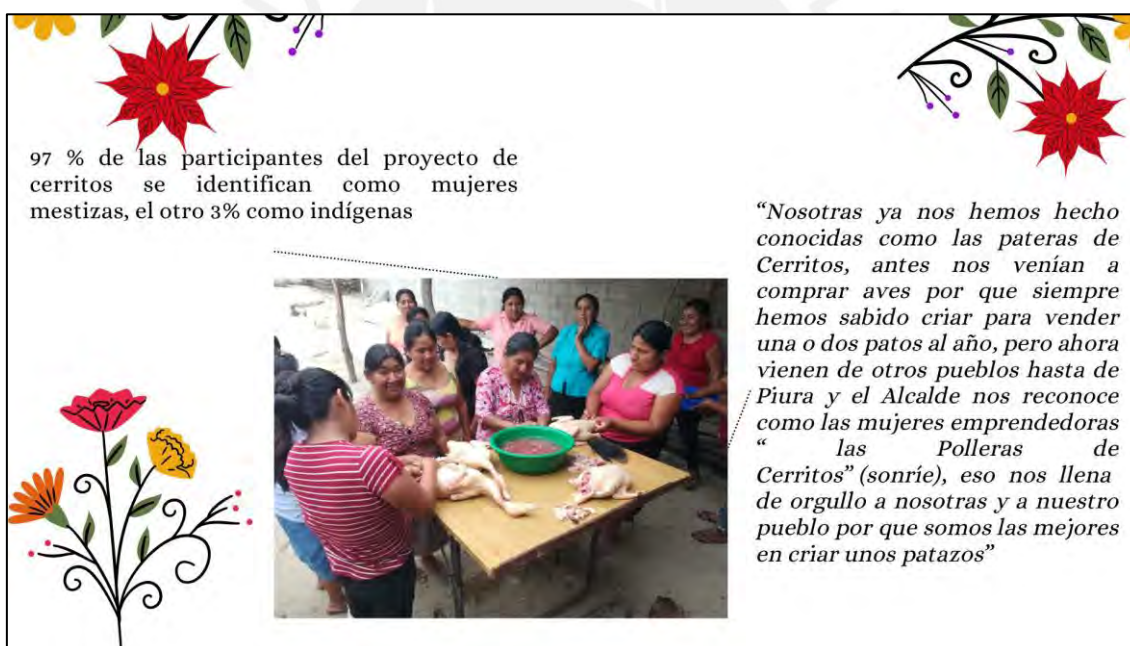 97 % de las participantes del proyecto de
cerritos se identifican como mujeres
mestizas, el otro 3% como indígenas
“Nosotras ya nos hemos hecho
conocidas como las pateras de
Cerritos, antes nos venían a
comprar aves por que siempre
hemos sabido criar para vender
una o dos patos al año, pero ahora
vienen de otros pueblos hasta de
Piura y el Alcalde nos reconoce
como las mujeres emprendedoras
“ las Polleras de
Cerritos” (sonríe), eso nos llena
de orgullo a nosotras y a nuestro
pueblo por que somos las mejores
en criar unos patazos”